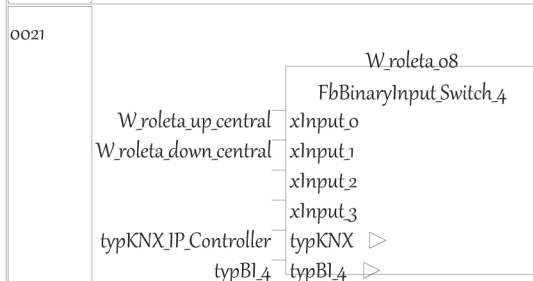 0021
W_roleta_08
FbBinaryInput_Switch_4
W_roleta_up_central xInput_0
W_roleta_down_central xInput_1
xInput_2
xInput_3
typKNX_IP_Controller typKNX
typBI_4 typBI_4